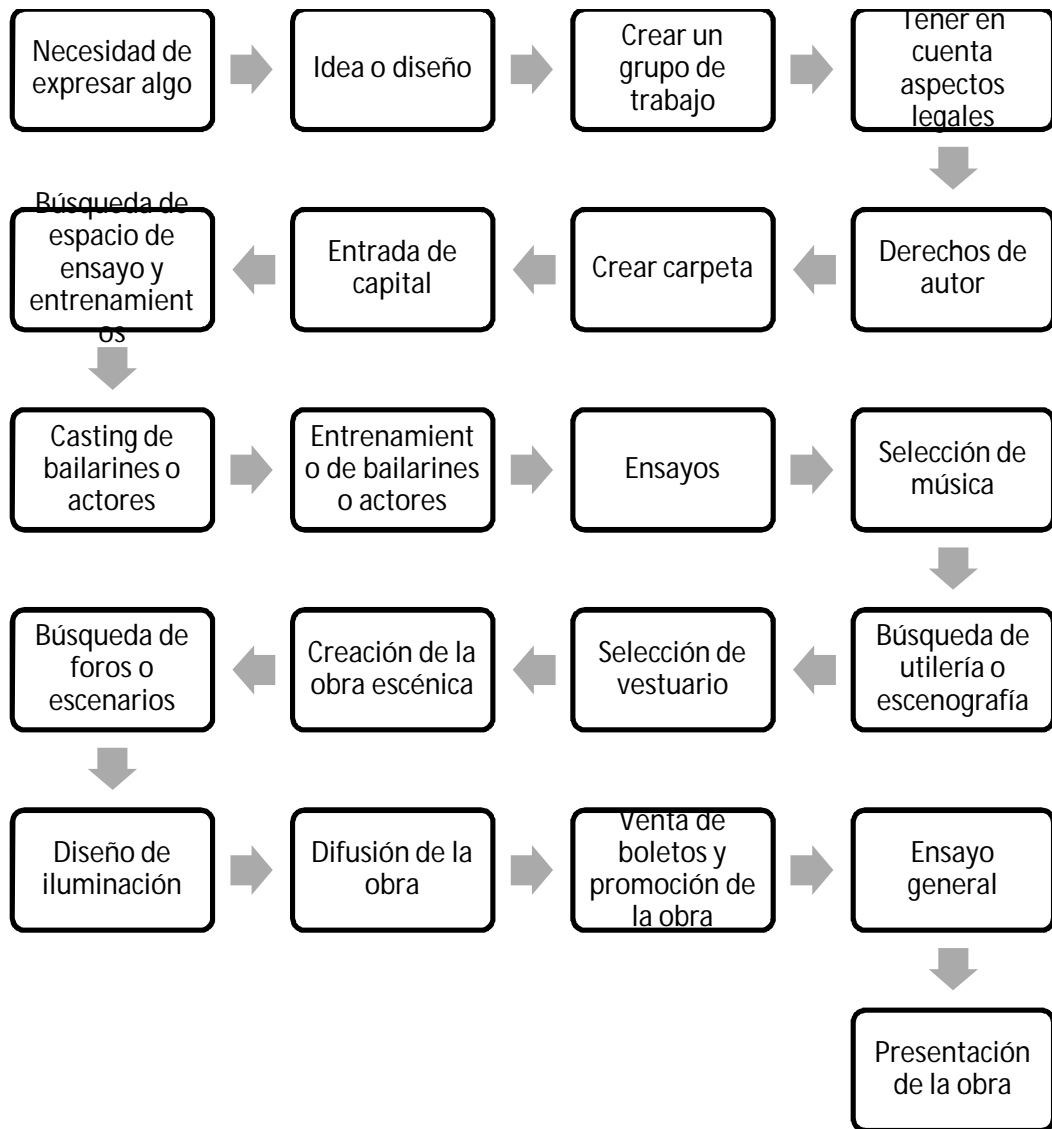 Necesidad de
expresar algo
Idea o diseño
Crear un
grupo de
trabajo
Tener en
cuenta
aspectos
legales
Derechos de
autor
Crear carpeta
Entrada de
capital
Búsqueda de
espacio de
ensayo y
entrenamient
os
Casting de
bailarines o
actores
Entrenamient
o de bailarines
o actores
Ensayos
Selección de
música
Búsqueda de
utilería o
escenografía
Selección de
vestuario
Creación de la
obra escénica
Búsqueda de
foros o
escenarios
Diseño de
iluminación
Difusión de la
obra
Venta de
boletos y
promoción de
la obra
Ensayo
general
Presentación
de la obra